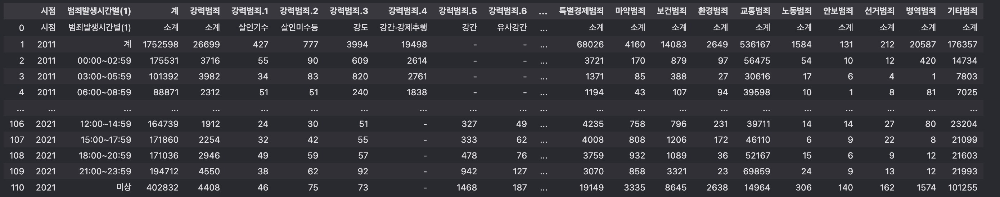 시점 범죄발생시간별(1) 계 강력범죄 강력범죄.1 강력범죄.2 강력범죄.3 강력범죄.4 강력범죄.5 강력범죄.6 ... 특별경제범죄 마약범죄 보건범죄 환경범죄 교통범죄 노동범죄 안보범죄 선거범죄 병역범죄 기타범죄
0 시점 범죄발생시간별(1) 소계 소계 살인기수 살인미수등 강도 강간·강제추행 강간 유사강간 ... 소계 소계 소계 소계 소계 소계 소계 소계 소계 소계
1 2011 계 1752598 26699 427 777 3994 19498 - - ... 68026 4160 14083 2649 536167 1584 131 212 20587 176357
2 2011 00:00~02:59 175531 3716 55 90 609 2614 - - ... 3721 170 879 97 56475 54 10 12 420 14734
3 2011 03:00~05:59 101392 3982 34 83 820 2761 - - ... 1371 85 388 27 30616 17 6 4 1 7803
4 2011 06:00~08:59 88871 2312 51 51 240 1838 - - ... 1194 43 107 94 39598 10 1 8 81 7025
... ... ... ... ... ... ... ... ... ... ... ... ... ... ... ... ... ... ... ... ... ...
106 2021 12:00~14:59 164739 1912 24 30 51 - 327 49 ... 4235 758 796 231 39711 14 14 27 80 23204
107 2021 15:00~17:59 171860 2254 32 42 55 - 333 62 ... 4008 808 1206 172 46110 6 9 22 8 21099
108 2021 18:00~20:59 171036 2946 49 59 57 - 478 76 ... 3759 932 1089 36 52167 15 6 9 12 21603
109 2021 21:00~23:59 194712 4550 38 62 92 - 942 127 ... 3070 858 3321 23 69859 24 9 13 12 21993
110 2021 미상 402832 4408 46 75 73 - 1468 187 ... 19149 3335 8645 2638 14964 306 140 162 1574 101255